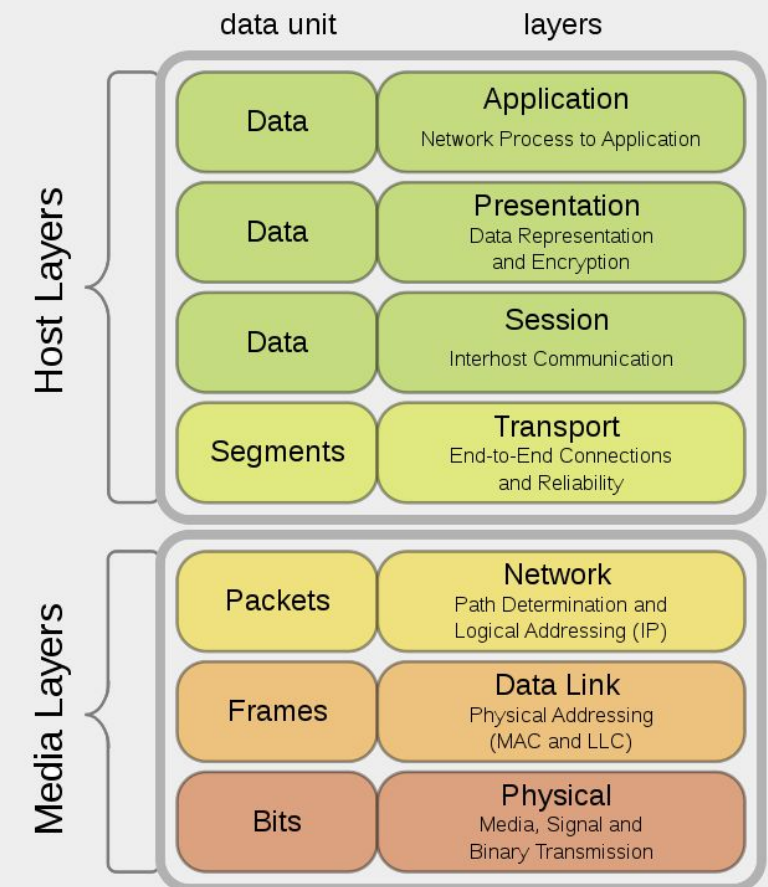 data unit layers
Host Layers
Data
Application
Network Process to Application
Data
Presentation
Data Representation
and Encryption
Data
Session
Interhost Communication
Segments
Transport
End-to-End Connections
and Reliability
Media Layers
Packets
Network
Path Determination and
Logical Addressing (IP)
Frames
Data Link
Physical Addressing
(MAC and LLC)
Bits
Physical
Media, Signal and
Binary Transmission